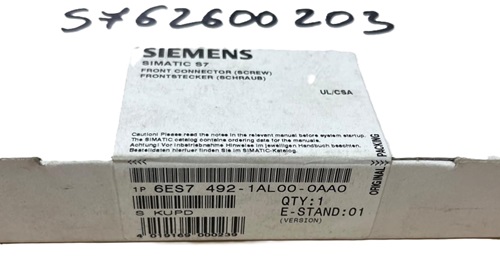 S762600203
SIEMENS
SIMATIC S7
FRONT CONNECTOR (SCREW)
FRONTSTECKER (SCHRAUB)
UL/CSA
Caution! Please read the notes in the relevant manual before system startup.
The SIMATIC catalog contains ordering data for the manuals.
Achtung! Vor Inbetriebnahme Hinweise im jeweiligen Handbuch beachten.
Bestelldaten hierfuer finden Sie im SIMATIC-Katalog.
ORIGINAL PACKING
1P 6ES7 492-1AL00-0AA0
QTY:1
S KUPD
E-STAND:01
(VERSION)
4 019169 000239